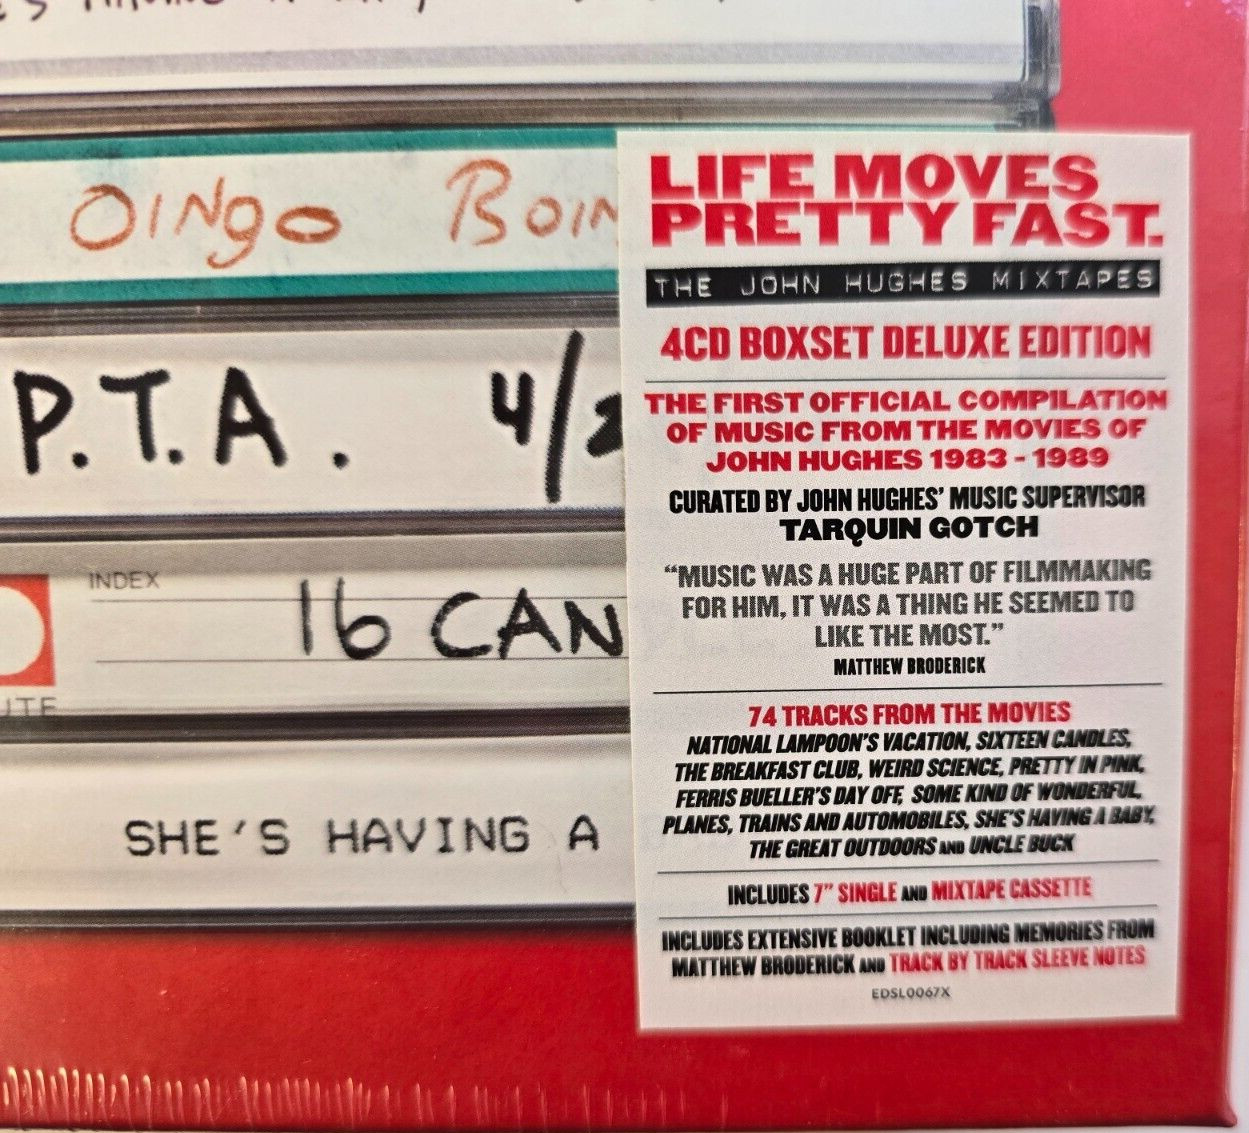 OINGO
P.T.A. 4/2
INDEX
16 CAN
SHE'S HAVING A
LIFE MOVES
PRETTY FAST.
THE JOHN HUGHES MIXTAPES
4CD BOXSET DELUXE EDITION
THE FIRST OFFICIAL COMPILATION
OF MUSIC FROM THE MOVIES OF
JOHN HUGHES 1983 - 1989
CURATED BY JOHN HUGHES' MUSIC SUPERVISOR
TARQUIN GOTCH
“MUSIC WAS A HUGE PART OF FILMMAKING
FOR HIM, IT WAS A THING HE SEEMED TO
LIKE THE MOST.”
MATTHEW BRODERICK
74 TRACKS FROM THE MOVIES
NATIONAL LAMPOON'S VACATION, SIXTEEN CANDLES,
THE BREAKFAST CLUB, WEIRD SCIENCE, PRETTY IN PINK,
FERRIS BUELLER'S DAY OFF, SOME KIND OF WONDERFUL,
PLANES, TRAINS AND AUTOMOBILES, SHE'S HAVING A BABY,
THE GREAT OUTDOORS AND UNCLE BUCK
INCLUDES 7” SINGLE AND MIXTAPE CASSETTE
INCLUDES EXTENSIVE BOOKLET INCLUDING MEMORIES FROM
MATTHEW BRODERICK AND TRACK BY TRACK SLEEVE NOTES
EDSL0067X